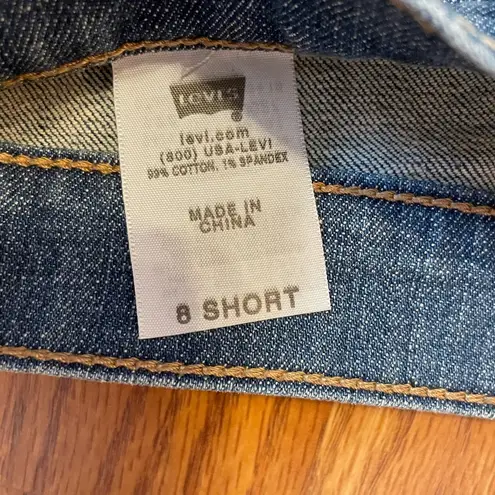 LEVI'S
levi.com
(800) USA-LEVI
99% COTTON, 1% SPANDEX
MADE IN
CHINA
8 SHORT